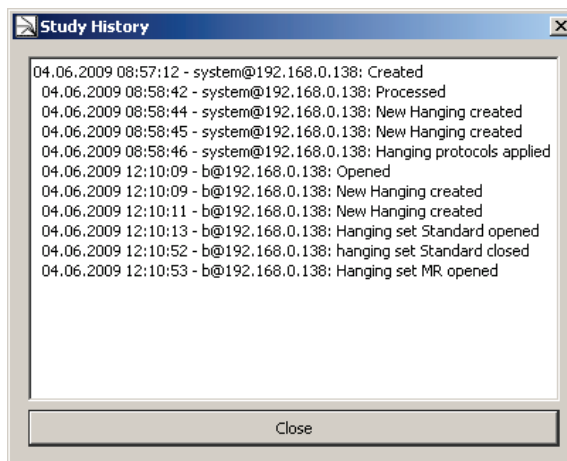 Study History
04.06.2009 08:57:12 - system@192.168.0.138: Created
04.06.2009 08:58:42 - system@192.168.0.138: Processed
04.06.2009 08:58:44 - system@192.168.0.138: New Hanging created
04.06.2009 08:58:45 - system@192.168.0.138: New Hanging created
04.06.2009 08:58:46 - system@192.168.0.138: Hanging protocols applied
04.06.2009 12:10:09 - b@192.168.0.138: Opened
04.06.2009 12:10:09 - b@192.168.0.138: New Hanging created
04.06.2009 12:10:11 - b@192.168.0.138: New Hanging created
04.06.2009 12:10:13 - b@192.168.0.138: Hanging set Standard opened
04.06.2009 12:10:52 - b@192.168.0.138: hanging set Standard closed
04.06.2009 12:10:53 - b@192.168.0.138: Hanging set MR opened
Close